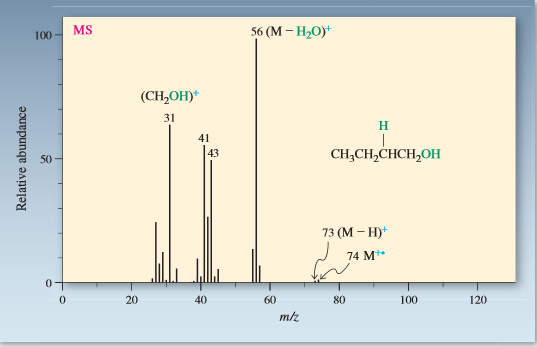 MS
100
56 (M − H₂O)⁺
(CH₂OH)⁺
31
41
43
H
CH₃CH₂CHCH₂OH
50
Relative abundance
73 (M − H)⁺
74 M⁺•
0
0 20 40 60 80 100 120
m/z